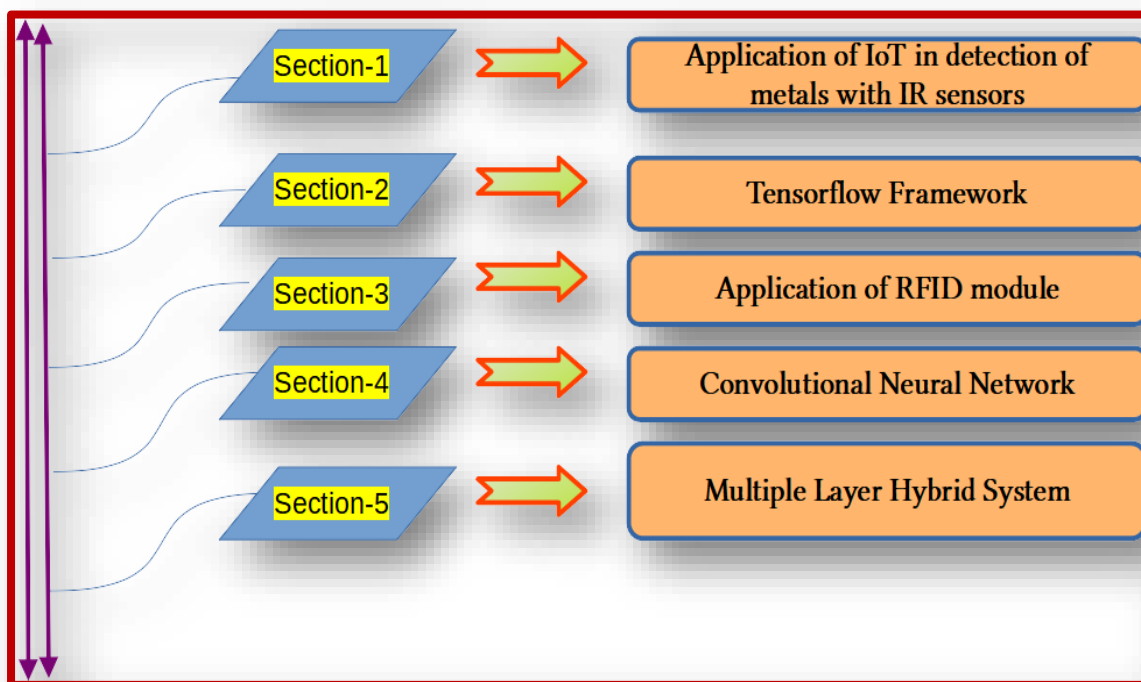 Section-1
Application of IoT in detection of
metals with IR sensors
Section-2
Tensorflow Framework
Section-3
Application of RFID module
Section-4
Convolutional Neural Network
Section-5
Multiple Layer Hybrid System